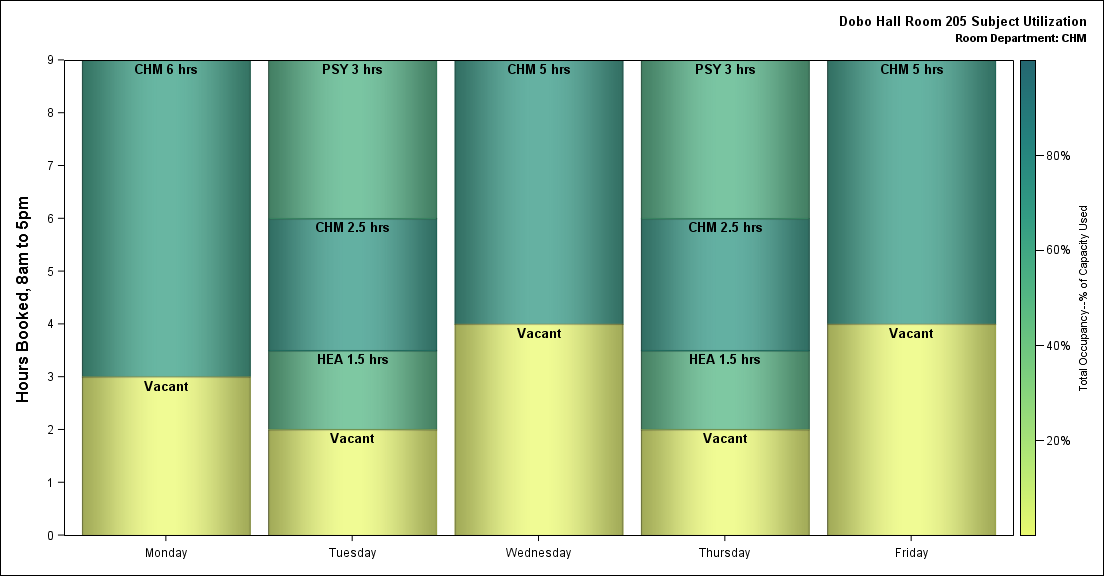 Dobo Hall Room 205 Subject Utilization
Room Department: CHM
Hours Booked, 8am to 5pm
9
8
7
6
5
4
3
2
1
0
CHM 6 hrs
Vacant
PSY 3 hrs
CHM 2.5 hrs
HEA 1.5 hrs
Vacant
CHM 5 hrs
Vacant
PSY 3 hrs
CHM 2.5 hrs
HEA 1.5 hrs
Vacant
CHM 5 hrs
Vacant
Monday
Tuesday
Wednesday
Thursday
Friday
80%
60%
40%
20%
Total Occupancy--% of Capacity Used